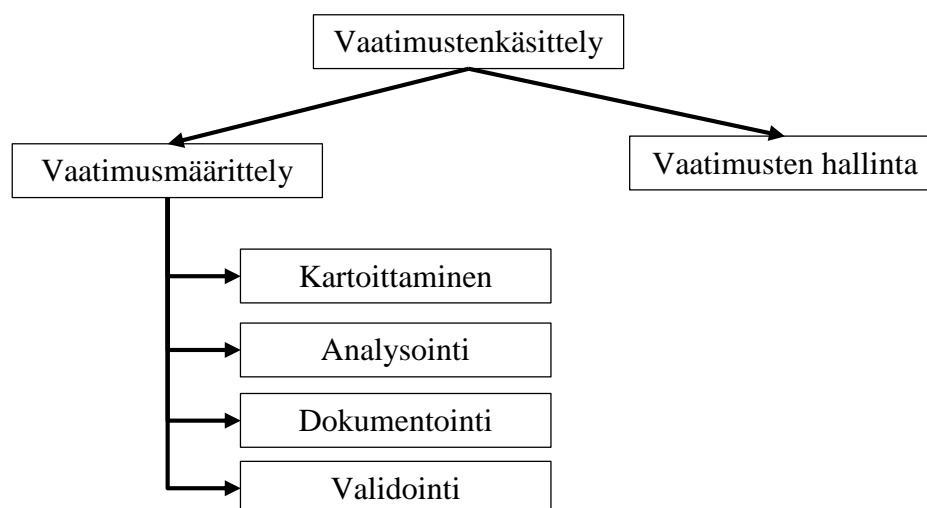 Vaatimustenkäsittely
Vaatimusmäärittely
Vaatimusten hallinta
Kartoittaminen
Analysointi
Dokumentointi
Validointi